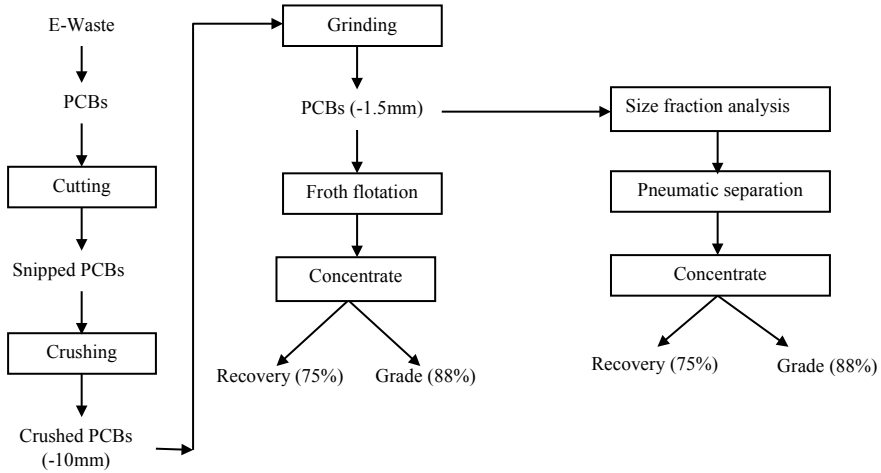 E-Waste
PCBs
Cutting
Snipped PCBs
Crushing
Crushed PCBs
(-10mm)
Grinding
PCBs (-1.5mm)
Froth flotation
Concentrate
Recovery (75%)
Grade (88%)
Size fraction analysis
Pneumatic separation
Concentrate
Recovery (75%)
Grade (88%)